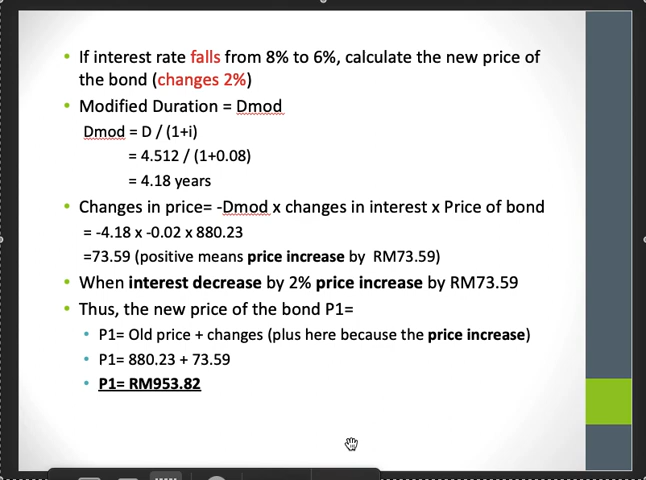 • If interest rate falls from 8% to 6%, calculate the new price of
the bond (changes 2%)
• Modified Duration = Dmod
Dmod = D / (1+i)
= 4.512 / (1+0.08)
= 4.18 years
• Changes in price= -Dmod x changes in interest x Price of bond
= -4.18 x -0.02 x 880.23
=73.59 (positive means price increase by RM73.59)
• When interest decrease by 2% price increase by RM73.59
• Thus, the new price of the bond P1=
• P1= Old price + changes (plus here because the price increase)
• P1= 880.23 + 73.59
• P1= RM953.82